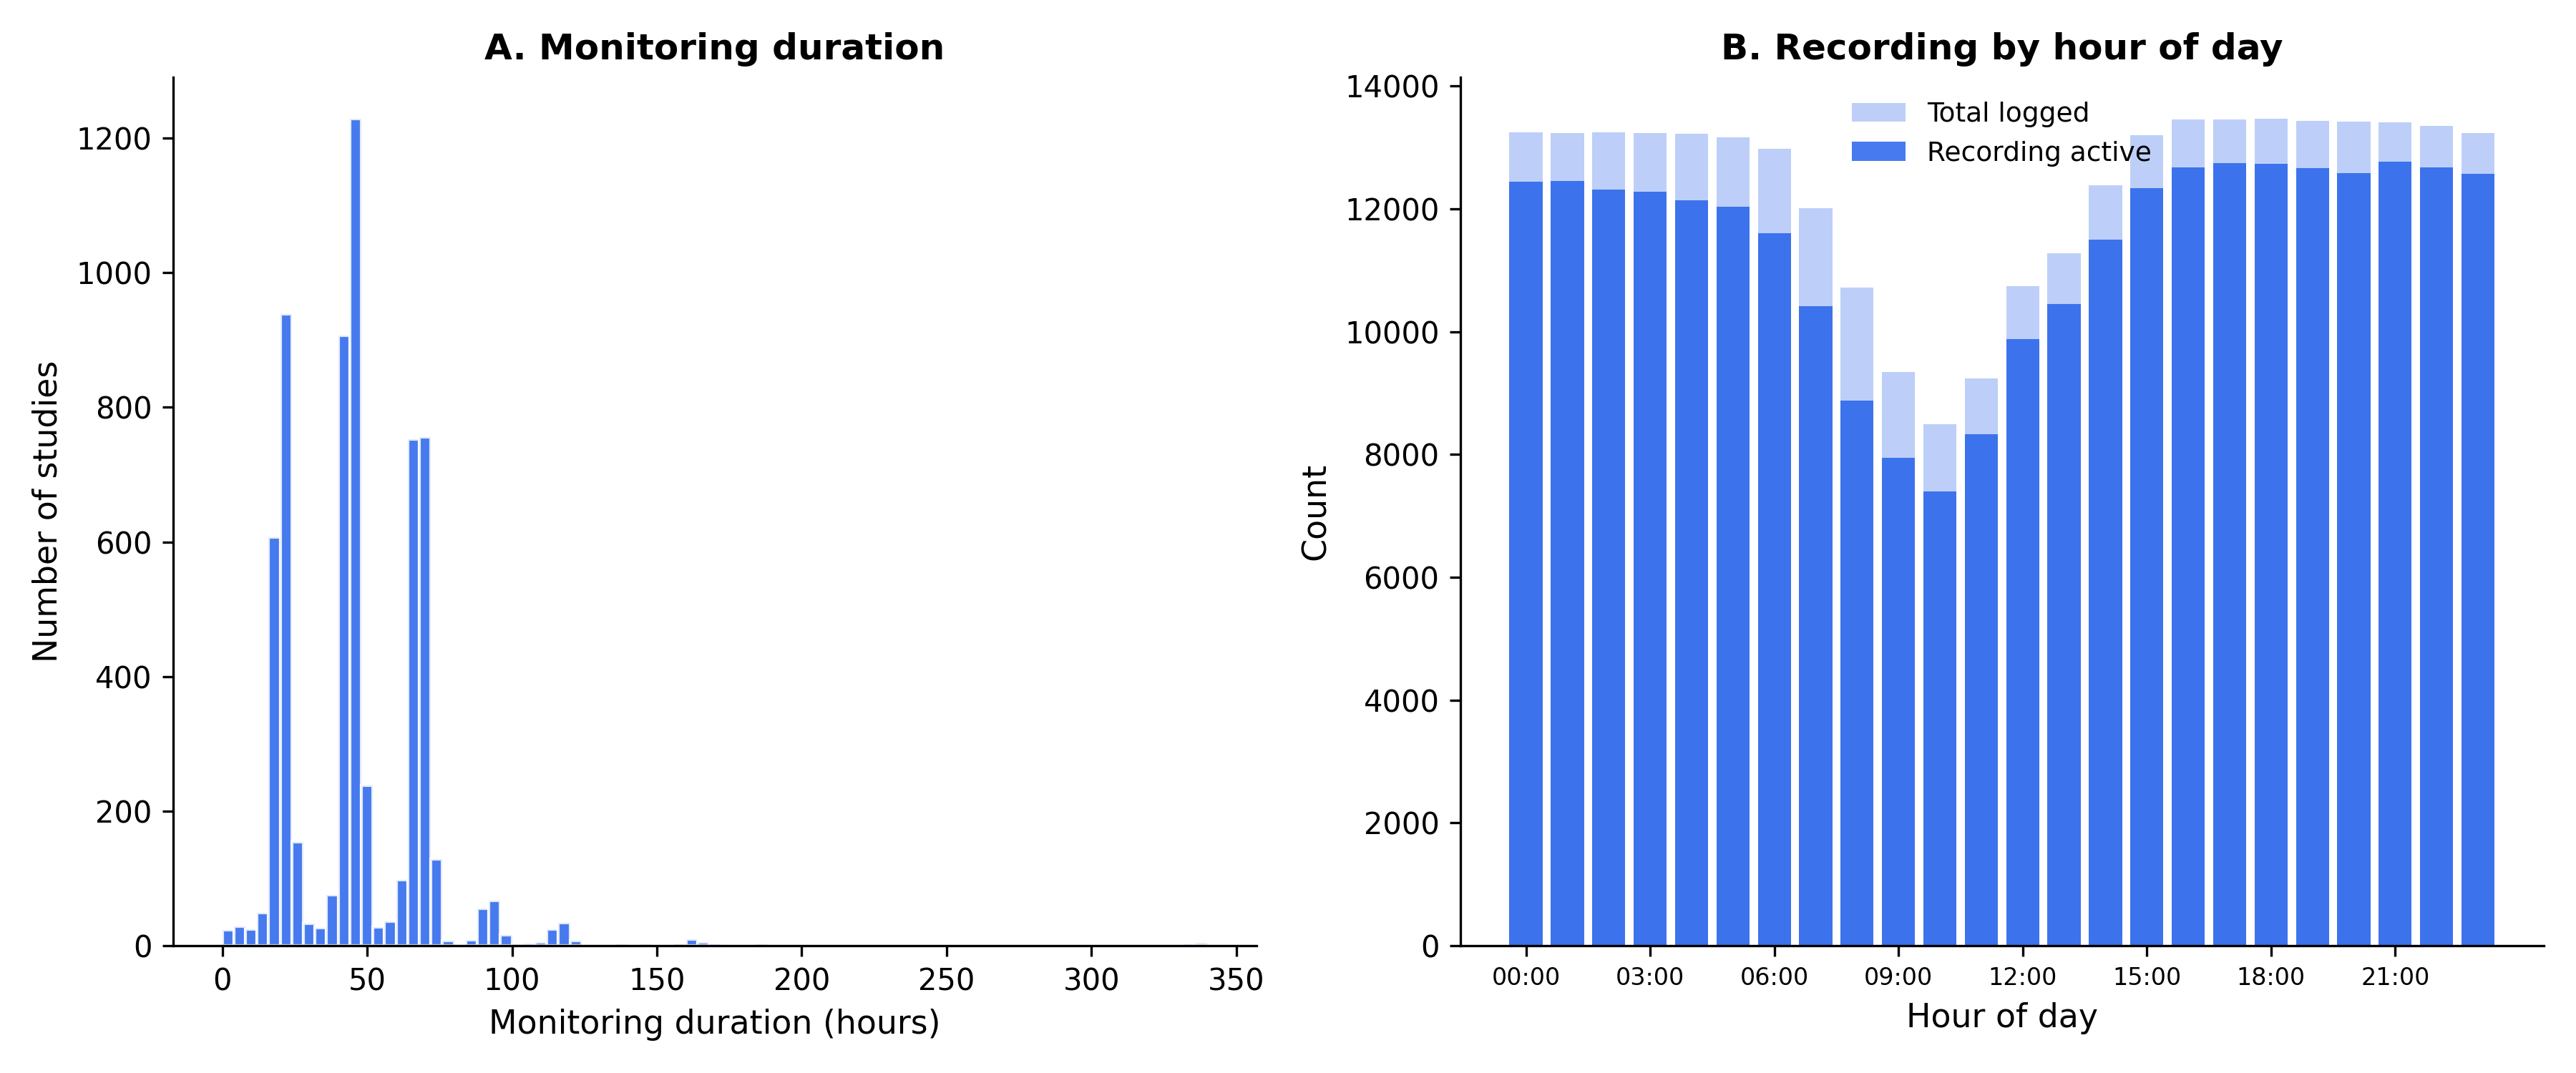 A. Monitoring duration
Number of studies
1200
1000
800
600
400
200
0
0 50 100 150 200 250 300 350
Monitoring duration (hours)
B. Recording by hour of day
Count
14000
12000
10000
8000
6000
4000
2000
0
Total logged
Recording active
00:00 03:00 06:00 09:00 12:00 15:00 18:00 21:00
Hour of day